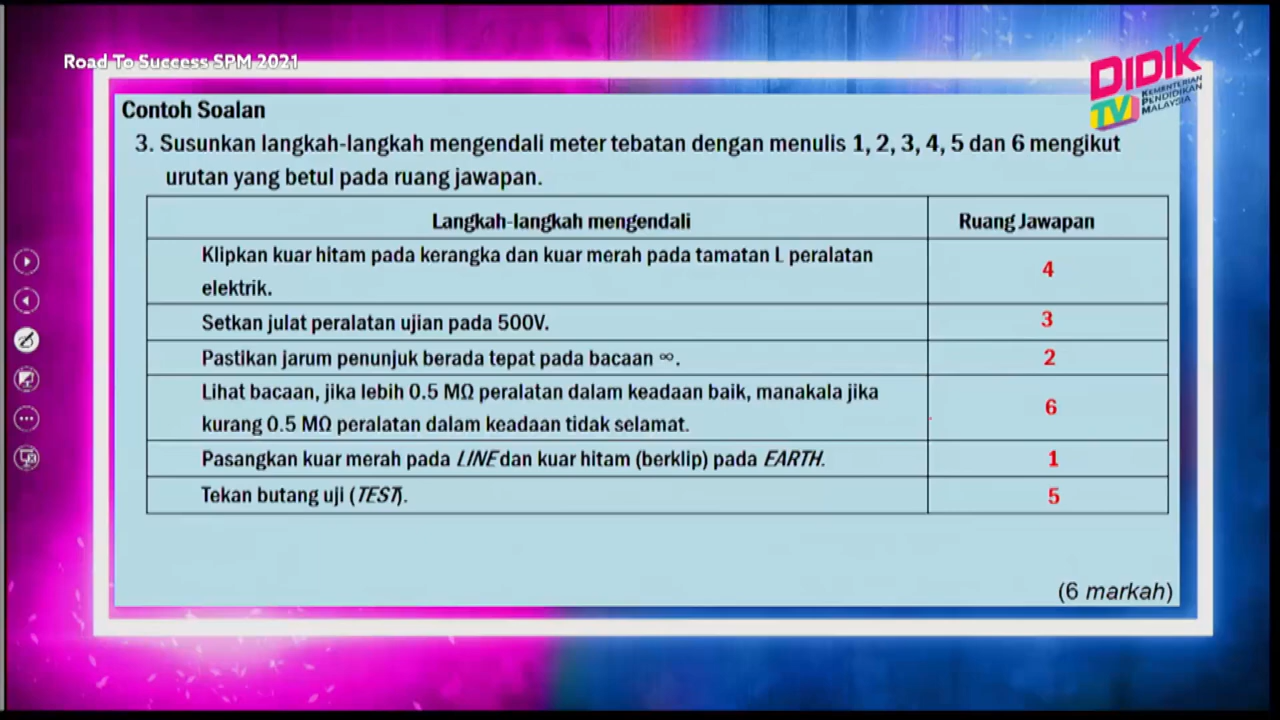 Road To Success SPM 2021
DIDIK
TV
KEMENTERIAN
PENDIDIKAN
MALAYSIA
Contoh Soalan
3. Susunkan langkah-langkah mengendali meter tebatan dengan menulis 1, 2, 3, 4, 5 dan 6 mengikut
urutan yang betul pada ruang jawapan.
Langkah-langkah mengendali Ruang Jawapan
Klipkan kuar hitam pada kerangka dan kuar merah pada tamatan L peralatan
elektrik. 4
Setkan julat peralatan ujian pada 500V. 3
Pastikan jarum penunjuk berada tepat pada bacaan ∞. 2
Lihat bacaan, jika lebih 0.5 MΩ peralatan dalam keadaan baik, manakala jika
kurang 0.5 MΩ peralatan dalam keadaan tidak selamat. 6
Pasangkan kuar merah pada LINE dan kuar hitam (berklip) pada EARTH. 1
Tekan butang uji (TEST). 5
(6 markah)